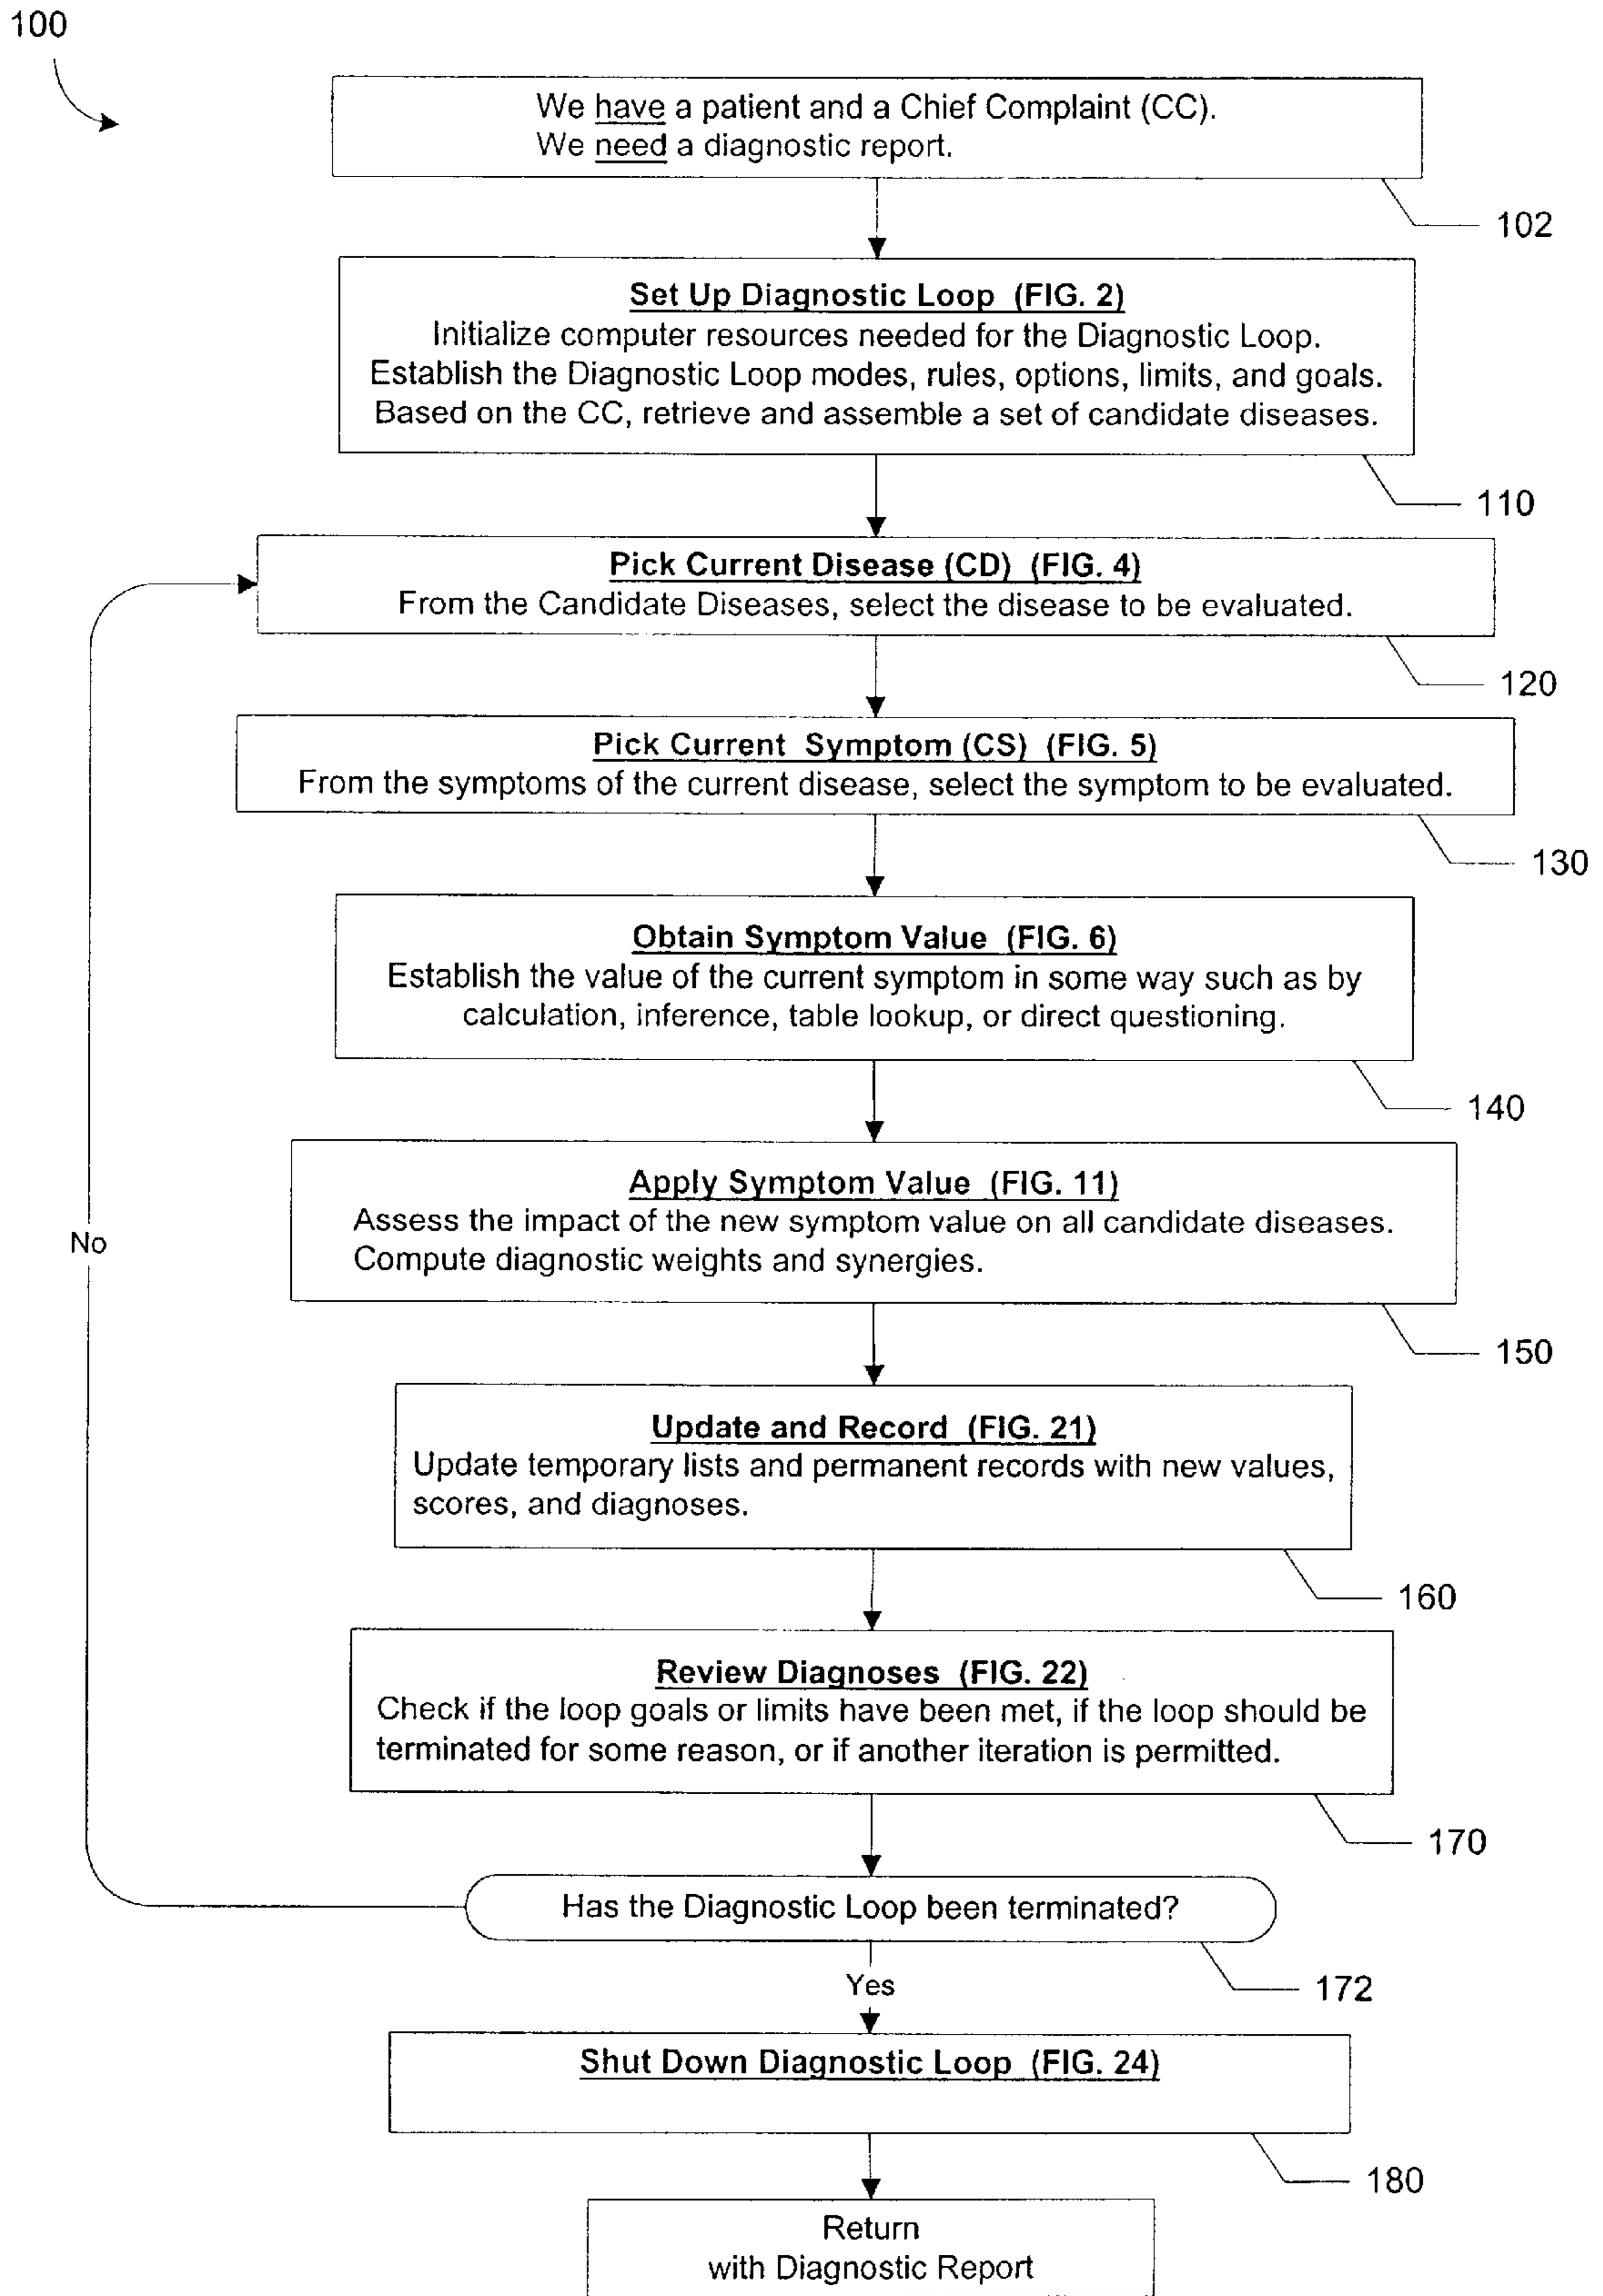 100
We have a patient and a Chief Complaint (CC).
We need a diagnostic report.
102
Set Up Diagnostic Loop (FIG. 2)
Initialize computer resources needed for the Diagnostic Loop.
Establish the Diagnostic Loop modes, rules, options, limits, and goals.
Based on the CC, retrieve and assemble a set of candidate diseases.
110
Pick Current Disease (CD) (FIG. 4)
From the Candidate Diseases, select the disease to be evaluated.
120
Pick Current Symptom (CS) (FIG. 5)
From the symptoms of the current disease, select the symptom to be evaluated.
130
Obtain Symptom Value (FIG. 6)
Establish the value of the current symptom in some way such as by
calculation, inference, table lookup, or direct questioning.
140
Apply Symptom Value (FIG. 11)
Assess the impact of the new symptom value on all candidate diseases.
Compute diagnostic weights and synergies.
No
150
Update and Record (FIG. 21)
Update temporary lists and permanent records with new values,
scores, and diagnoses.
160
Review Diagnoses (FIG. 22)
Check if the loop goals or limits have been met, if the loop should be
terminated for some reason, or if another iteration is permitted.
170
Has the Diagnostic Loop been terminated?
Yes
172
Shut Down Diagnostic Loop (FIG. 24)
180
Return
with Diagnostic Report